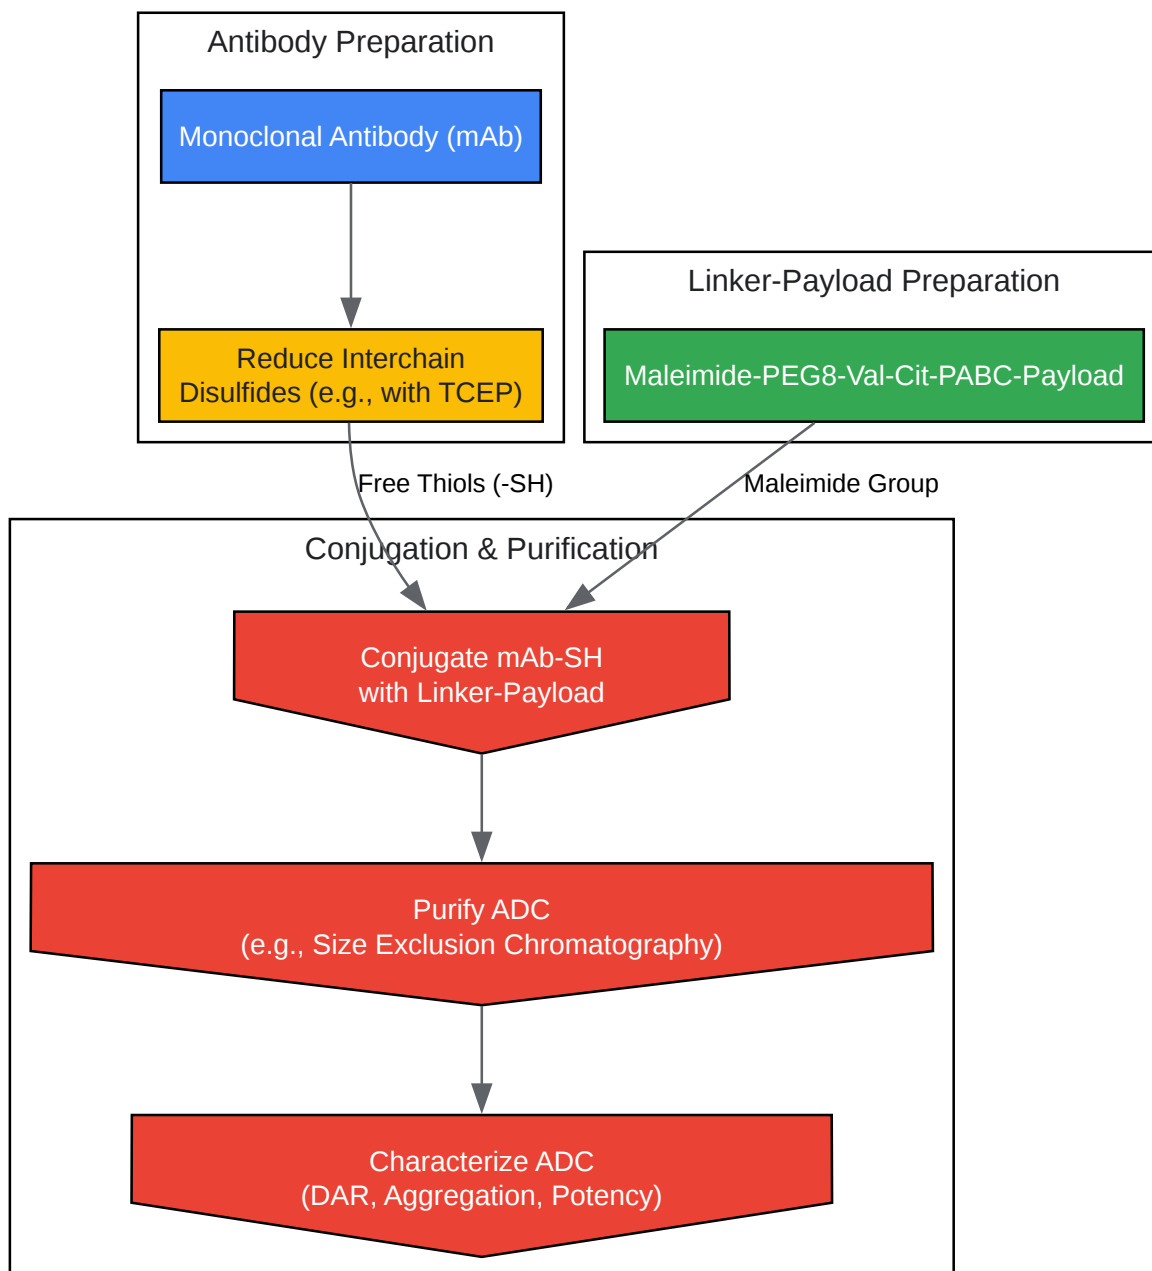 Antibody Preparation
Monoclonal Antibody (mAb)
Linker-Payload Preparation
Reduce Interchain
Disulfides (e.g., with TCEP)
Maleimide-PEG8-Val-Cit-PABC-Payload
Free Thiols (-SH)
Maleimide Group
Conjugation & Purification
Conjugate mAb-SH
with Linker-Payload
Purify ADC
(e.g., Size Exclusion Chromatography)
Characterize ADC
(DAR, Aggregation, Potency)